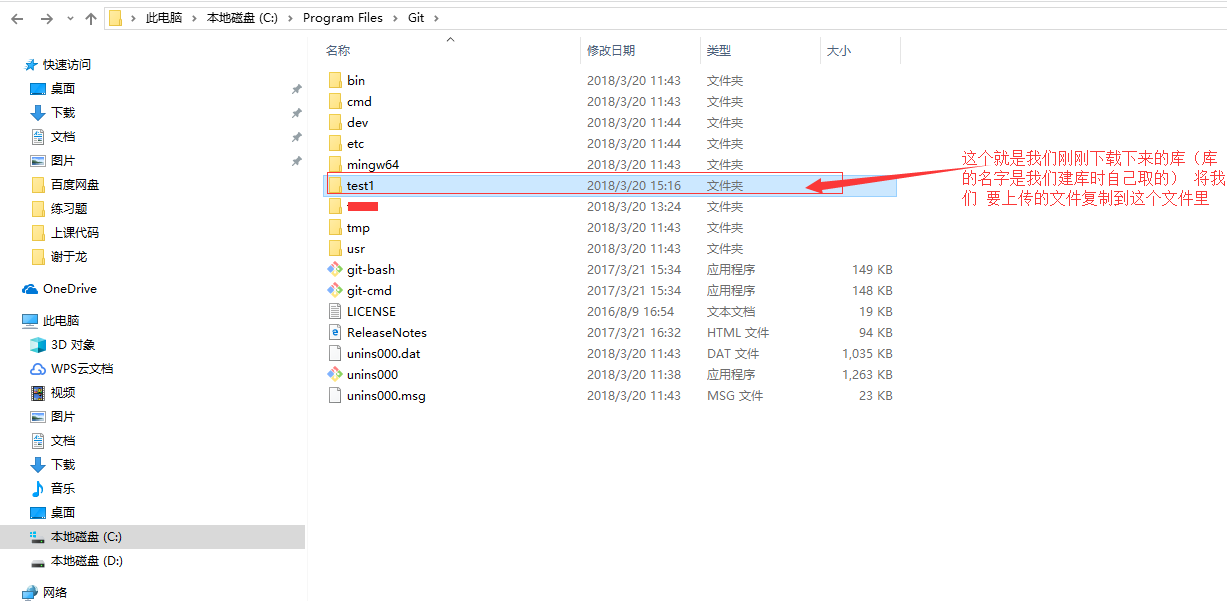 此电脑 本地磁盘 (C:) Program Files Git
名称 修改日期 类型 大小
快速访问
桌面
下载
文档
图片
百度网盘
练习题
上课代码
谢于龙
OneDrive
此电脑
3D 对象
WPS云文档
视频
图片
文档
下载
音乐
桌面
本地磁盘 (C:)
本地磁盘 (D:)
网络
bin 2018/3/20 11:43 文件夹
cmd 2018/3/20 11:43 文件夹
dev 2018/3/20 11:44 文件夹
etc 2018/3/20 11:44 文件夹
mingw64 2018/3/20 11:43 文件夹
test1 2018/3/20 15:16 文件夹
2018/3/20 13:24 文件夹
tmp 2018/3/20 11:43 文件夹
usr 2018/3/20 11:43 文件夹
git-bash 2017/3/21 15:34 应用程序 149 KB
git-cmd 2017/3/21 15:34 应用程序 148 KB
LICENSE 2016/8/9 16:54 文本文档 19 KB
ReleaseNotes 2017/3/21 16:32 HTML 文件 94 KB
unins000.dat 2018/3/20 11:43 DAT 文件 1,035 KB
unins000 2018/3/20 11:38 应用程序 1,263 KB
unins000.msg 2018/3/20 11:43 MSG 文件 23 KB
这个就是我们刚刚下载下来的库（库
的名字是我们建库时自己取的） 将我
们 要上传的文件复制到这个文件里